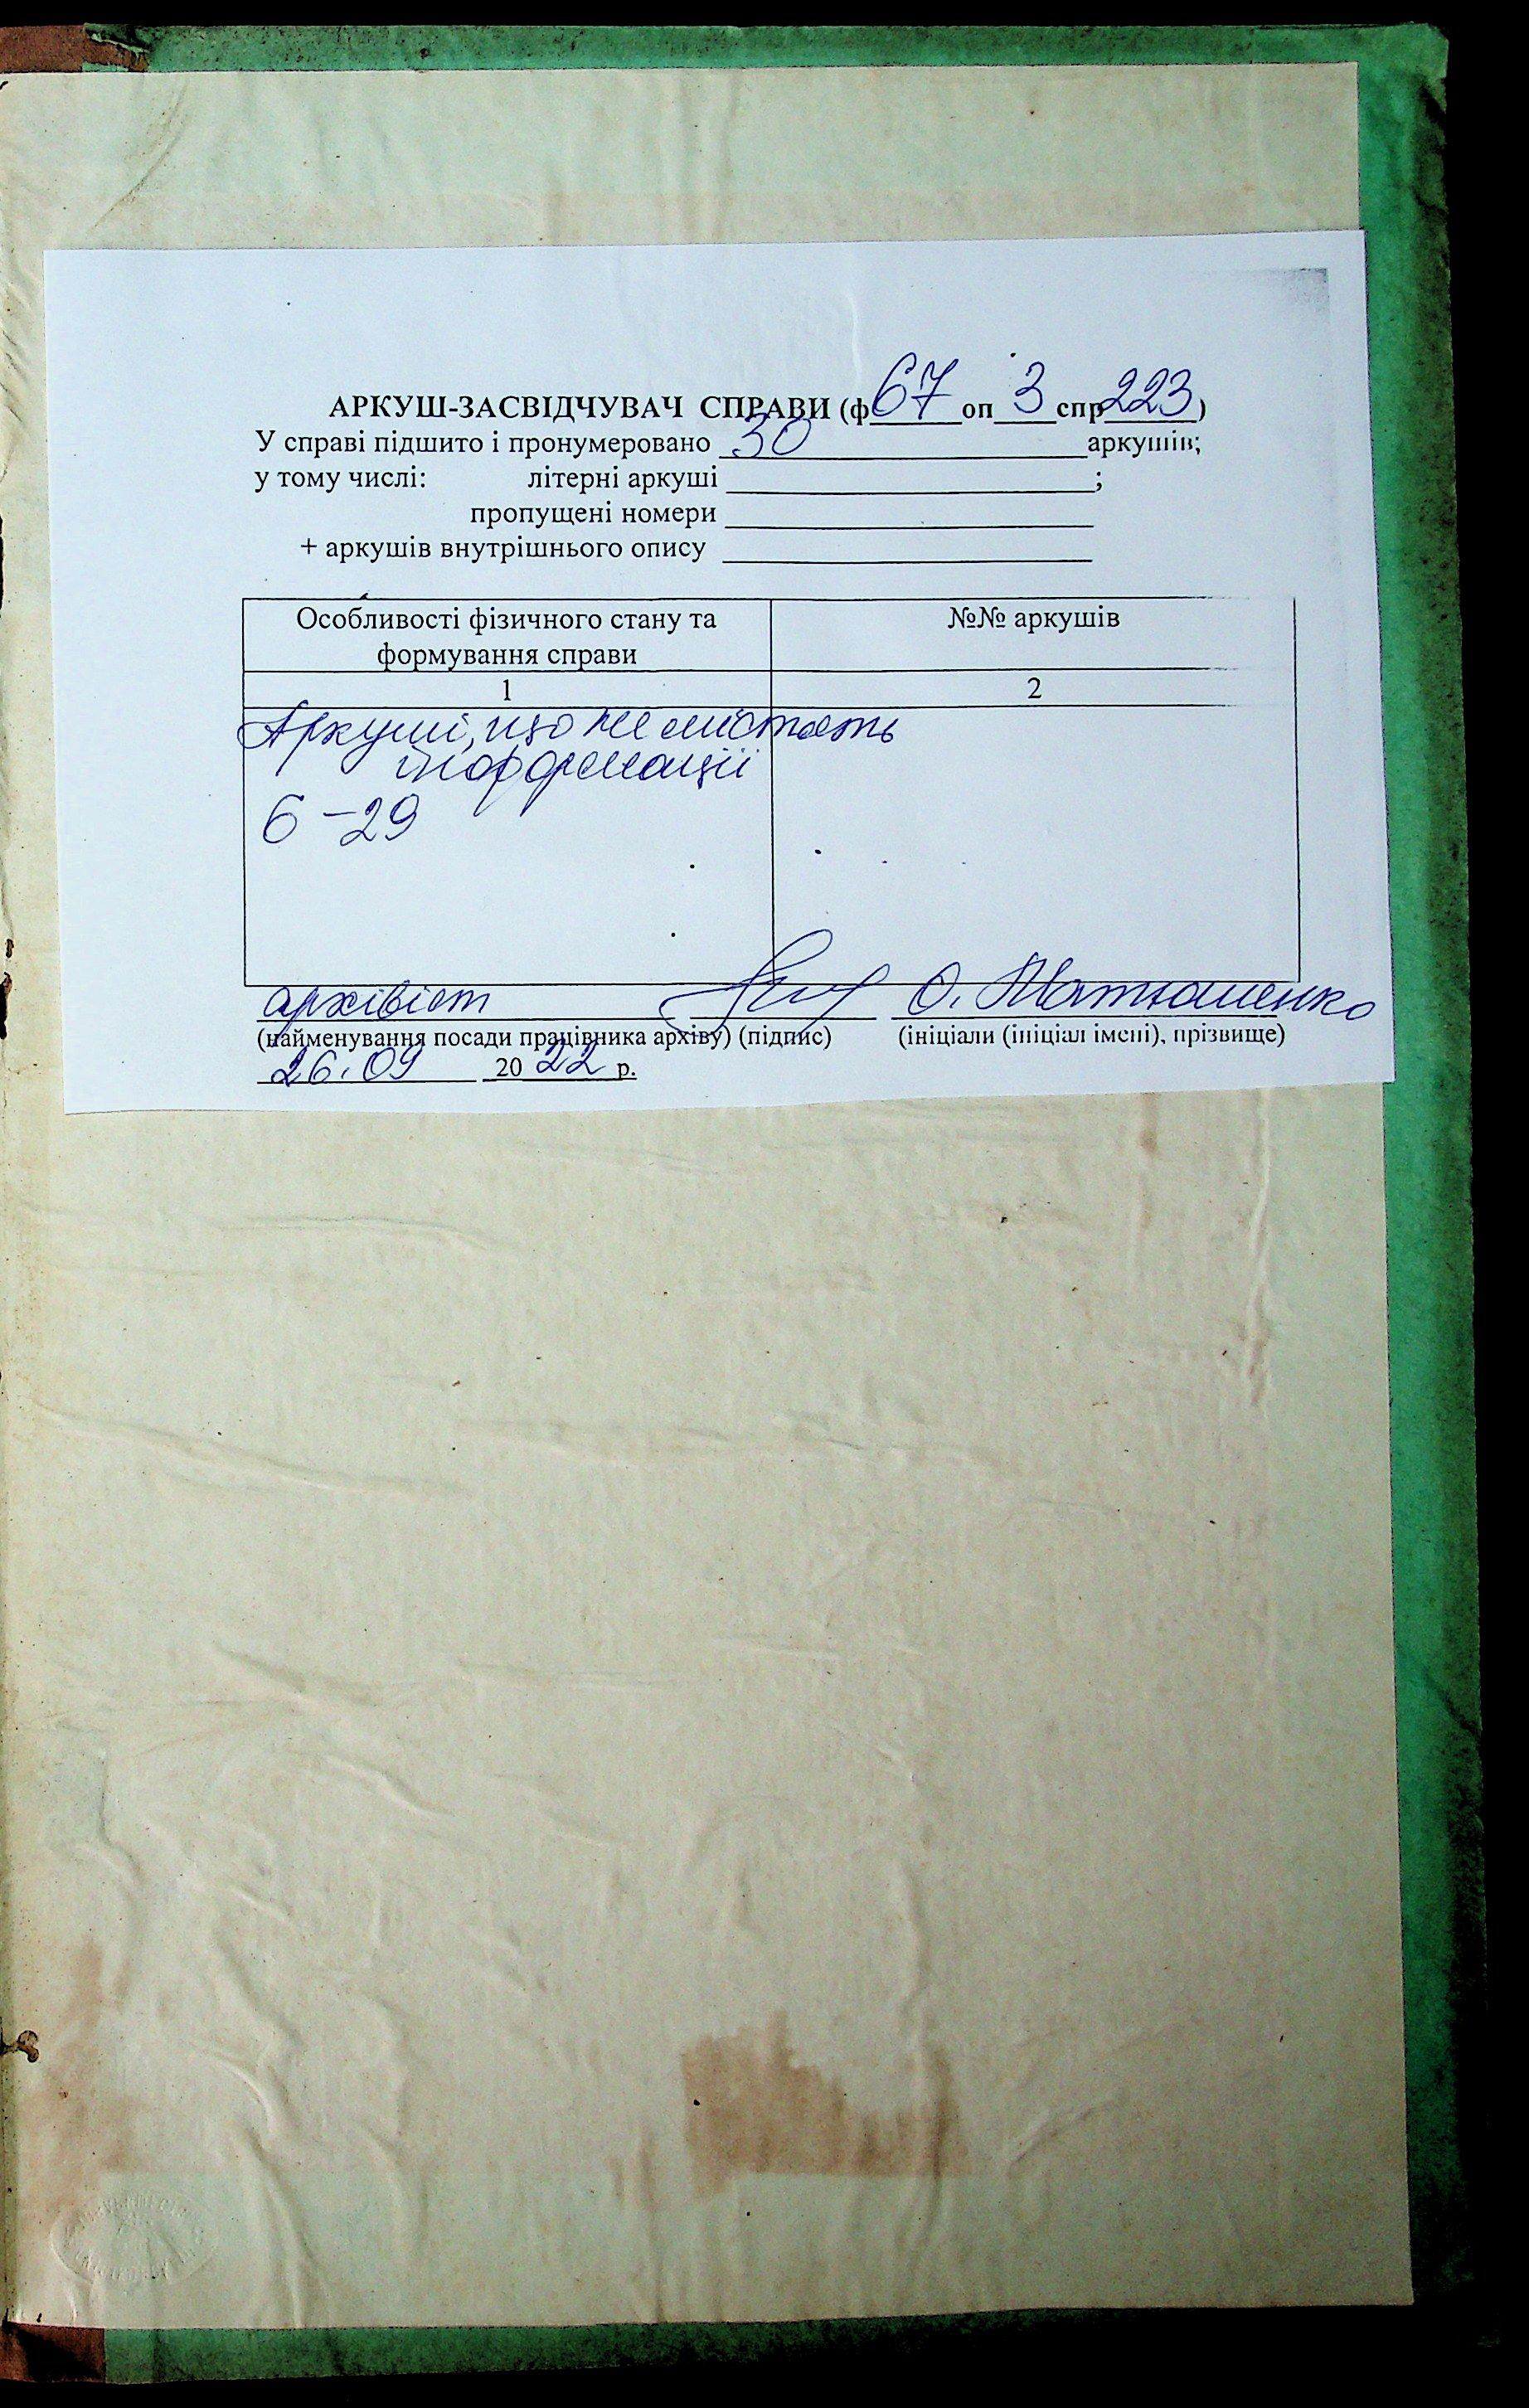 АРКУШ-ЗАСВІДЧУВАЧ СПРАВИ (ф 67 оп 3 спр 223)
У справі підшито і пронумеровано 30 аркушів;
у тому числі: літерні аркуші ;
пропущені номери
+ аркушів внутрішнього опису
Особливості фізичного стану та формування справи
№№ аркушів
1 2
Аркуші, що не містять
інформації
6-29
архівіст О. Матюшенко
(найменування посади працівника архіву) (підпис) (ініціали (ініціал імені), прізвище)
26.09 2022 р.